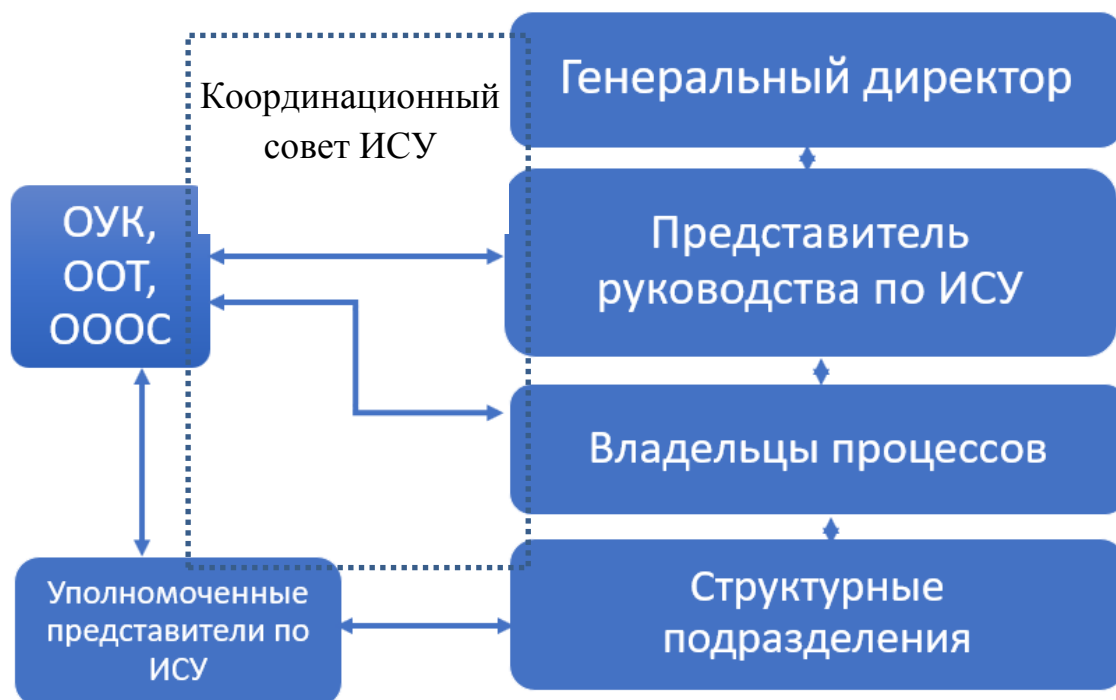 Координационный
совет ИСУ
Генеральный директор
ОУК,
ООТ,
ОООС
Представитель
руководства по ИСУ
Владельцы процессов
Уполномоченные
представители по
ИСУ
Структурные
подразделения